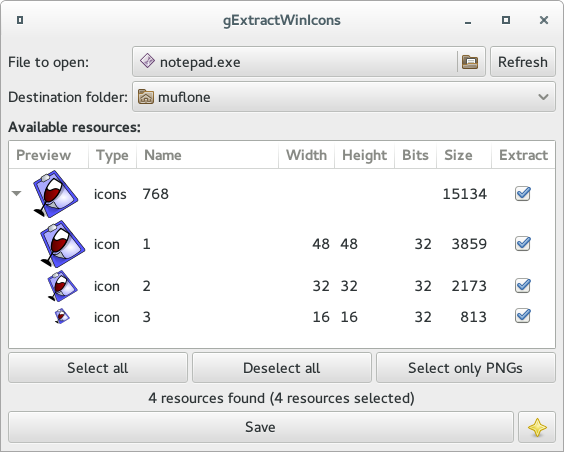 gExtractWinIcons
File to open: notepad.exe Refresh
Destination folder: muflone
Available resources:
Preview Type Name Width Height Bits Size Extract
icons 768 15134
icon 1 48 48 32 3859
icon 2 32 32 32 2173
icon 3 16 16 32 813
Select all Deselect all Select only PNGs
4 resources found (4 resources selected)
Save